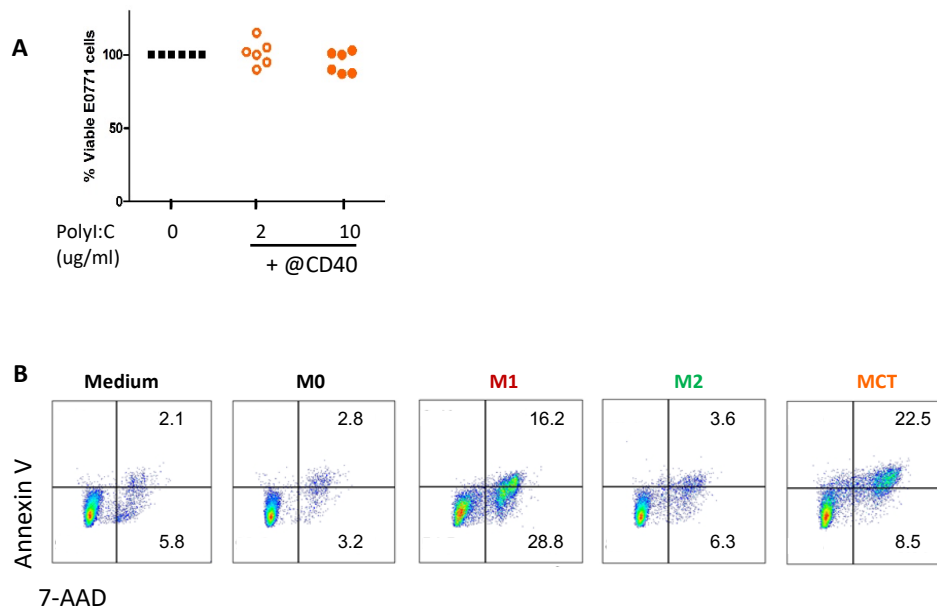 A
% Viable E0771 cells
100
50
0
PolyI:C 0 2 10
(ug/ml)
+ @CD40
B
Medium M0 M1 M2 MCT
Annexin V
2.1 2.8 16.2 3.6 22.5
5.8 3.2 28.8 6.3 8.5
7-AAD